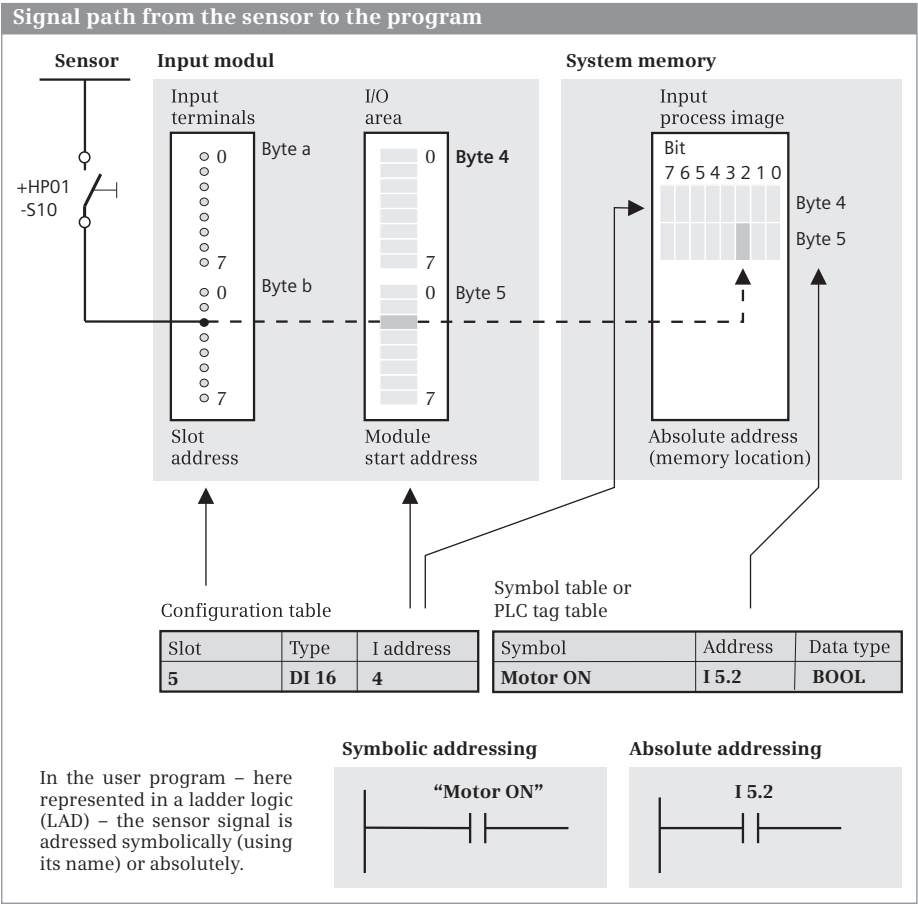 Signal path from the sensor to the program
Sensor
Input modul
System memory
Input
terminals
I/O
area
Input
process image
0
Byte a
0
Byte 4
Bit
7 6 5 4 3 2 1 0
+HP01
-S10
Byte 4
Byte 5
7
7
0
Byte b
0
Byte 5
7
7
Slot
address
Module
start address
Absolute address
(memory location)
Configuration table
Symbol table or
PLC tag table
Slot
Type
I address
5
DI 16
4
Symbol
Address
Data type
Motor ON
I 5.2
BOOL
Symbolic addressing
Absolute addressing
In the user program – here
represented in a ladder logic
(LAD) – the sensor signal is
adressed symbolically (using
its name) or absolutely.
“Motor ON”
I 5.2